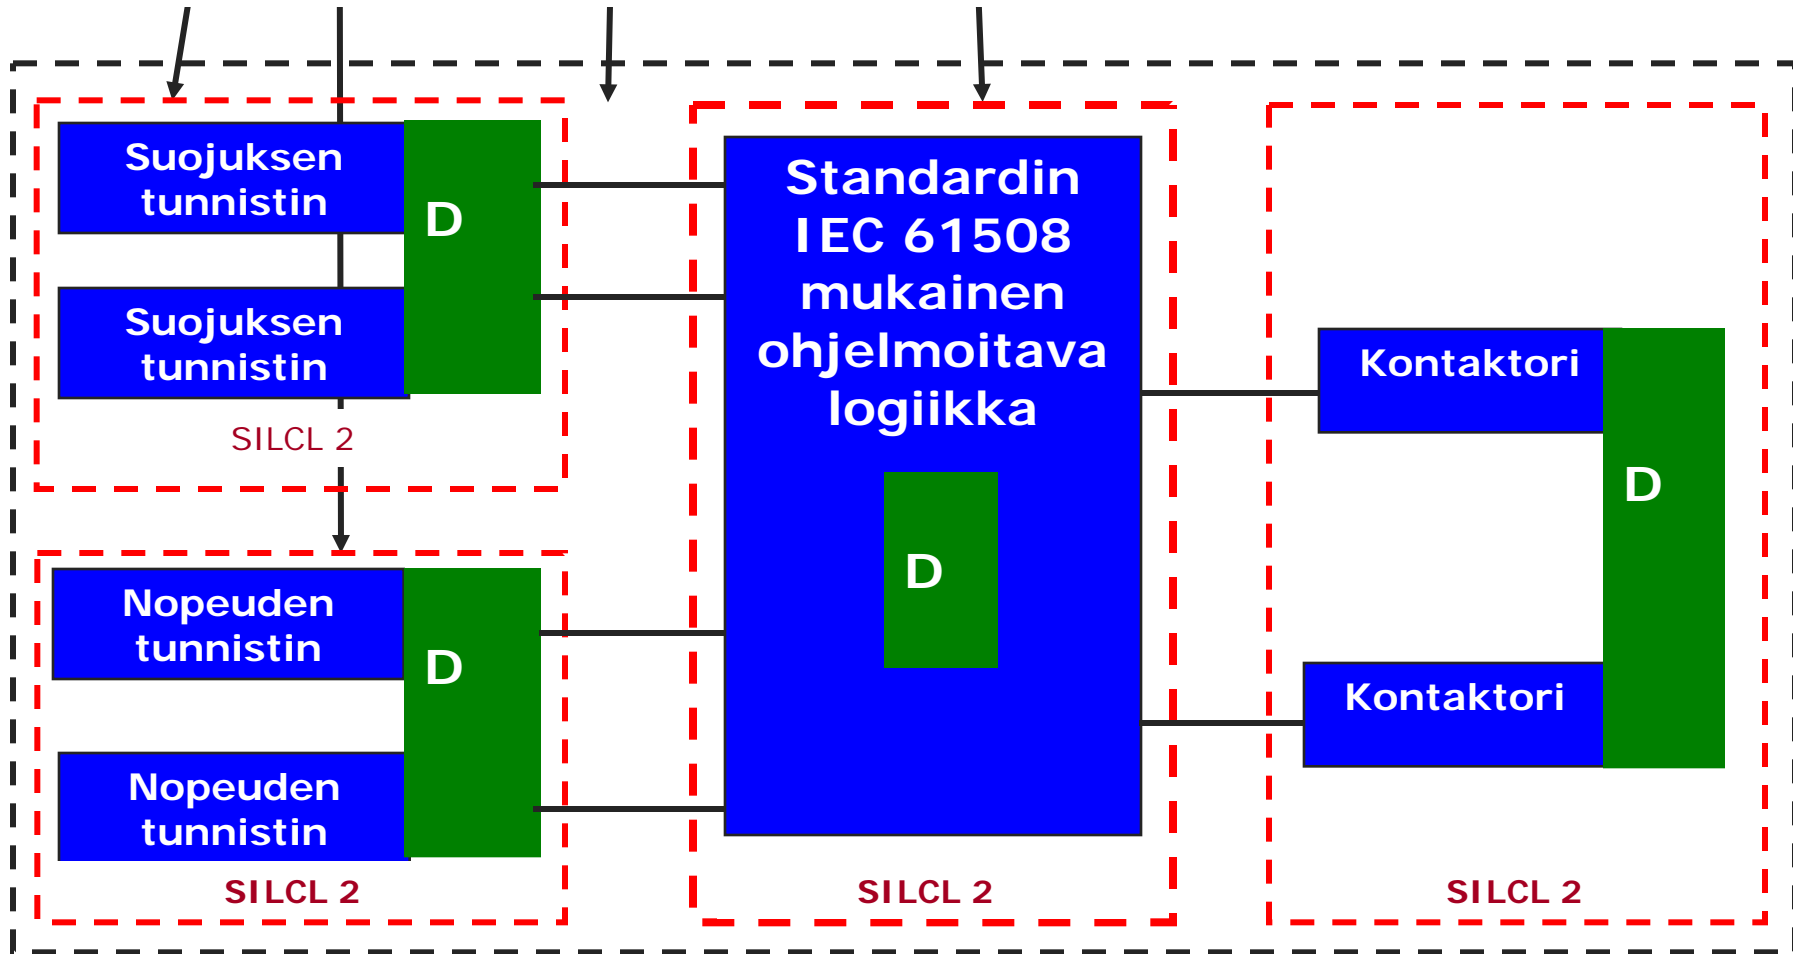 Suojuksen
tunnistin
D
Suojuksen
tunnistin
SILCL 2
Nopeuden
tunnistin
D
Nopeuden
tunnistin
SILCL 2
Standardin
IEC 61508
mukainen
ohjelmoitava
logiikka
D
SILCL 2
Kontaktori
D
Kontaktori
SILCL 2